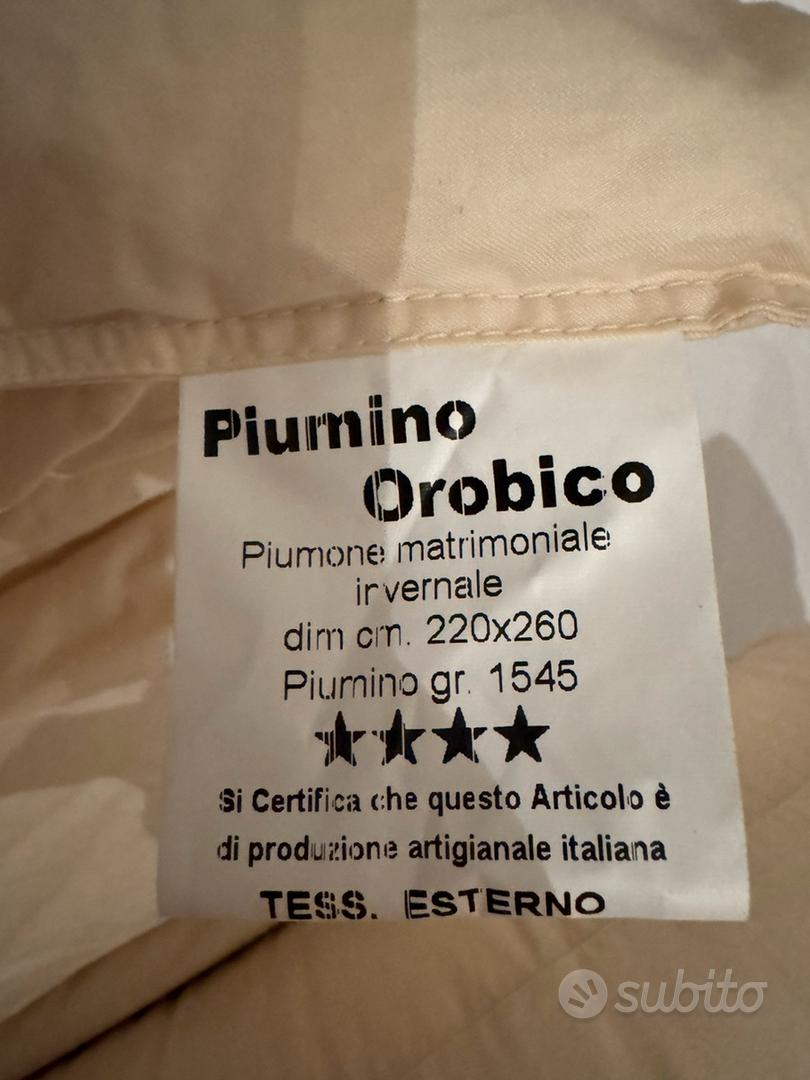 Piumino
Orobico
Piumone matrimoniale
invernale
dim cm. 220x260
Piumino gr. 1545
★★★★
Si Certifica che questo Articolo è
di produzione artigianale italiana
TESS. ESTERNO
subito